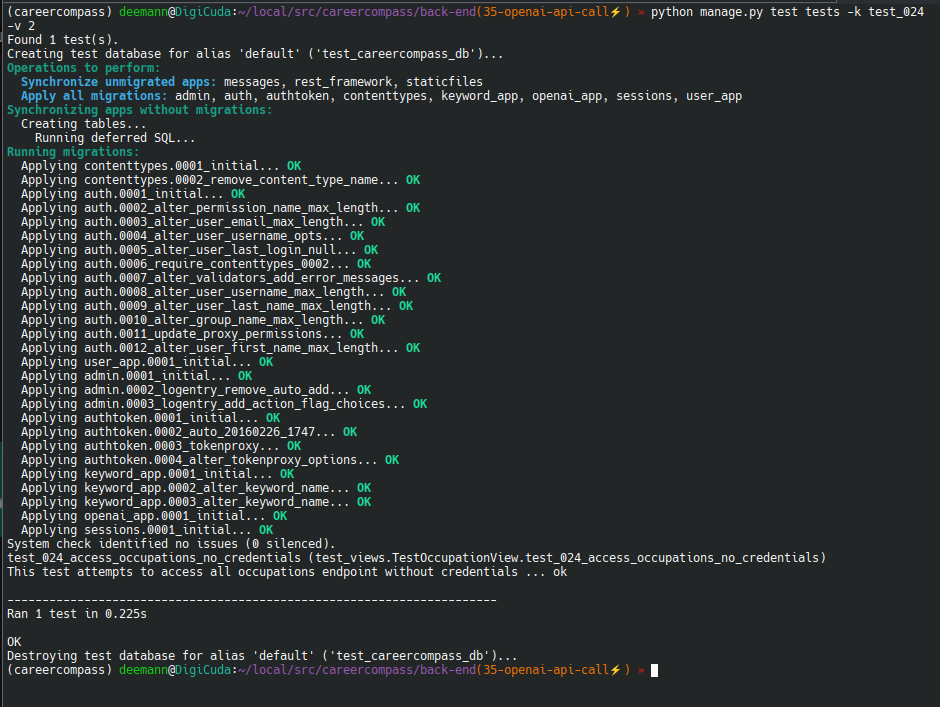 (careercompass) deemann@DigiCuda:~/local/src/careercompass/back-end(35-openai-api-call⚡) » python manage.py test tests -k test_024
-v 2
Found 1 test(s).
Creating test database for alias 'default' ('test_careercompass_db')...
Operations to perform:
  Synchronize unmigrated apps: messages, rest_framework, staticfiles
  Apply all migrations: admin, auth, authtoken, contenttypes, keyword_app, openai_app, sessions, user_app
Synchronizing apps without migrations:
  Creating tables...
    Running deferred SQL...
Running migrations:
  Applying contenttypes.0001_initial... OK
  Applying contenttypes.0002_remove_content_type_name... OK
  Applying auth.0001_initial... OK
  Applying auth.0002_alter_permission_name_max_length... OK
  Applying auth.0003_alter_user_email_max_length... OK
  Applying auth.0004_alter_user_username_opts... OK
  Applying auth.0005_alter_user_last_login_null... OK
  Applying auth.0006_require_contenttypes_0002... OK
  Applying auth.0007_alter_validators_add_error_messages... OK
  Applying auth.0008_alter_user_username_max_length... OK
  Applying auth.0009_alter_user_last_name_max_length... OK
  Applying auth.0010_alter_group_name_max_length... OK
  Applying auth.0011_update_proxy_permissions... OK
  Applying auth.0012_alter_user_first_name_max_length... OK
  Applying user_app.0001_initial... OK
  Applying admin.0001_initial... OK
  Applying admin.0002_logentry_remove_auto_add... OK
  Applying admin.0003_logentry_add_action_flag_choices... OK
  Applying authtoken.0001_initial... OK
  Applying authtoken.0002_auto_20160226_1747... OK
  Applying authtoken.0003_tokenproxy... OK
  Applying authtoken.0004_alter_tokenproxy_options... OK
  Applying keyword_app.0001_initial... OK
  Applying keyword_app.0002_alter_keyword_name... OK
  Applying keyword_app.0003_alter_keyword_name... OK
  Applying openai_app.0001_initial... OK
  Applying sessions.0001_initial... OK
System check identified no issues (0 silenced).
test_024_access_occupations_no_credentials (test_views.TestOccupationView.test_024_access_occupations_no_credentials)
This test attempts to access all occupations endpoint without credentials ... ok

----------------------------------------------------------------------
Ran 1 test in 0.225s

OK
Destroying test database for alias 'default' ('test_careercompass_db')...
(careercompass) deemann@DigiCuda:~/local/src/careercompass/back-end(35-openai-api-call⚡) »